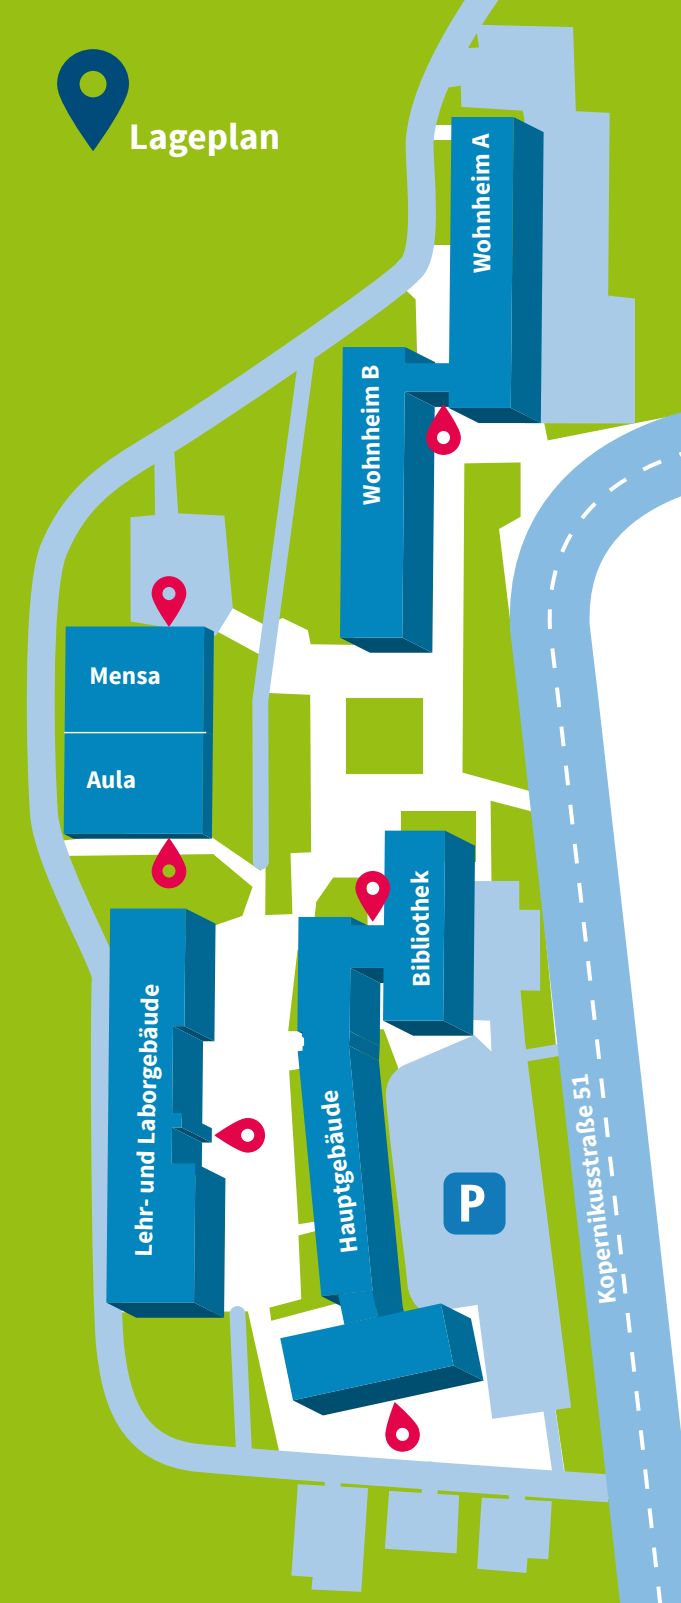 Lageplan
Wohnheim A
Wohnheim B
Mensa
Aula
Bibliothek
Lehr- und Laborgebäude
Hauptgebäude
P
Kopernikusstraße 51